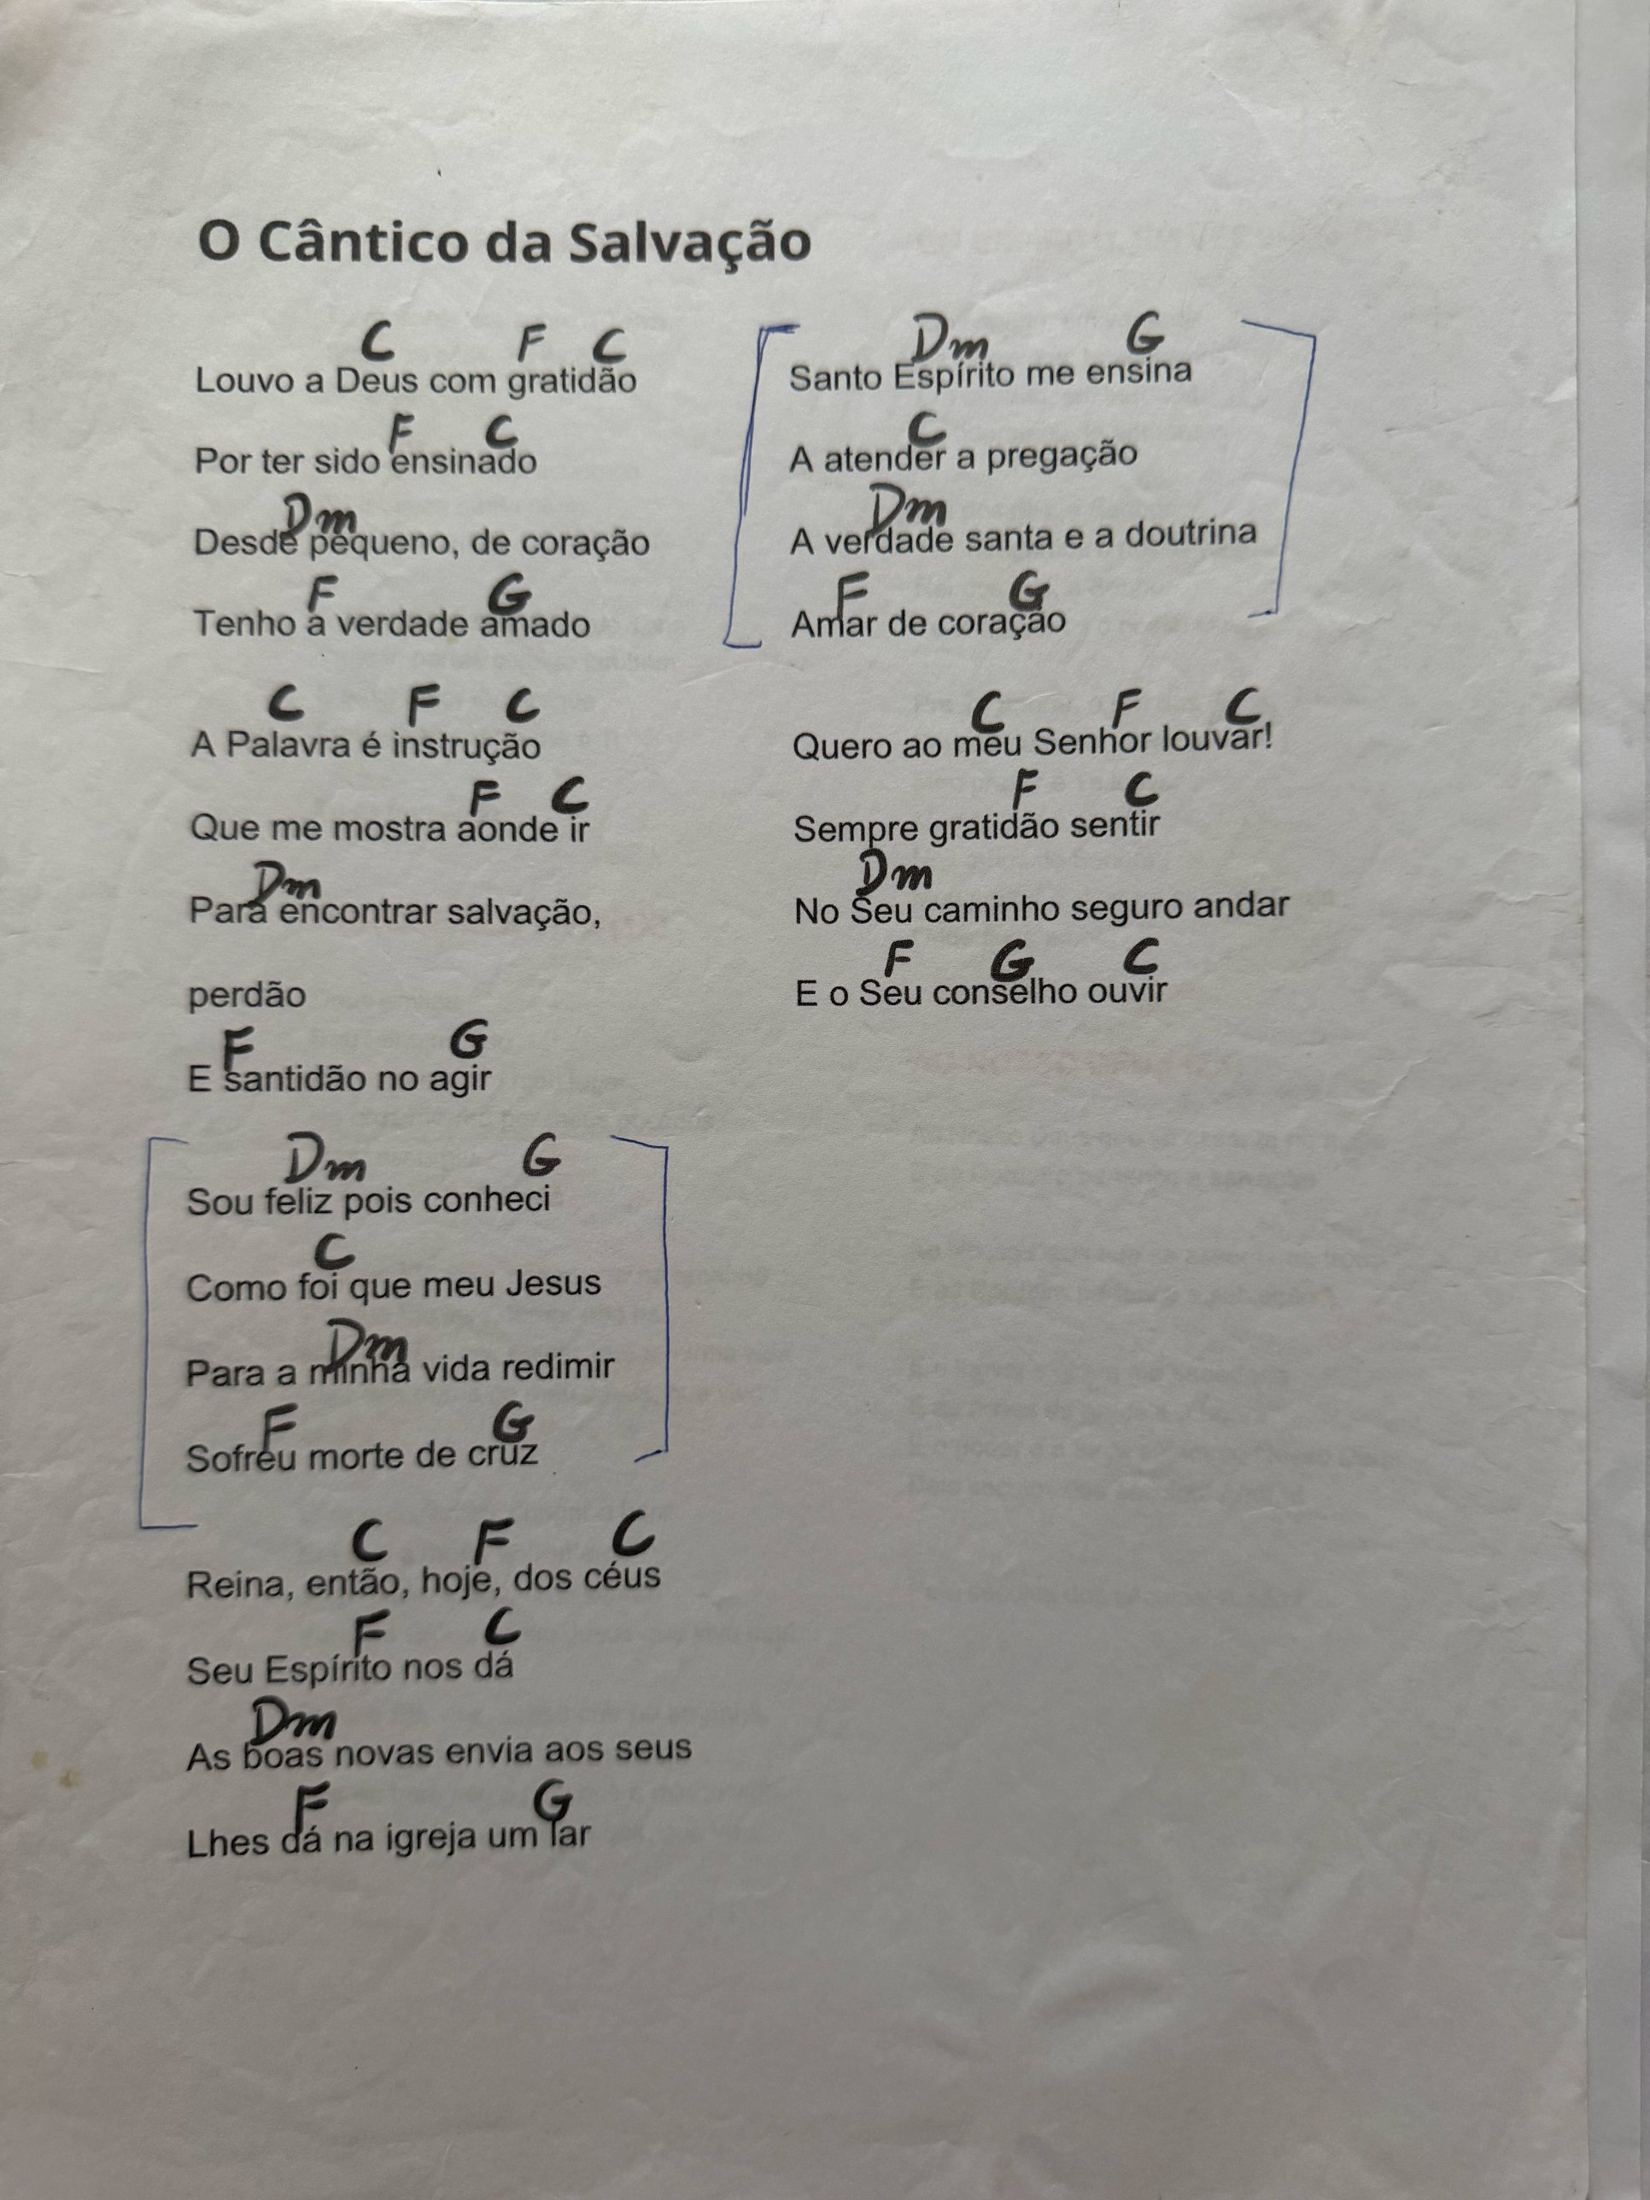 O Cântico da Salvação
C F C
Louvo a Deus com gratidão
F C
Por ter sido ensinado
Dm
Desde pequeno, de coração
F G
Tenho a verdade amado
C F C
A Palavra é instrução
F C
Que me mostra aonde ir
Dm
Para encontrar salvação,
perdão
F G
E santidão no agir
Dm G
Sou feliz pois conheci
C
Como foi que meu Jesus
Dm
Para a minha vida redimir
F G
Sofreu morte de cruz
C F C
Reina, então, hoje, dos céus
F C
Seu Espírito nos dá
Dm
As boas novas envia aos seus
F G
Lhes dá na igreja um lar
Dm G
Santo Espírito me ensina
C
A atender a pregação
Dm
A verdade santa e a doutrina
F G
Amar de coração
C F C
Quero ao meu Senhor louvar!
F C
Sempre gratidão sentir
Dm
No Seu caminho seguro andar
F G C
E o Seu conselho ouvir